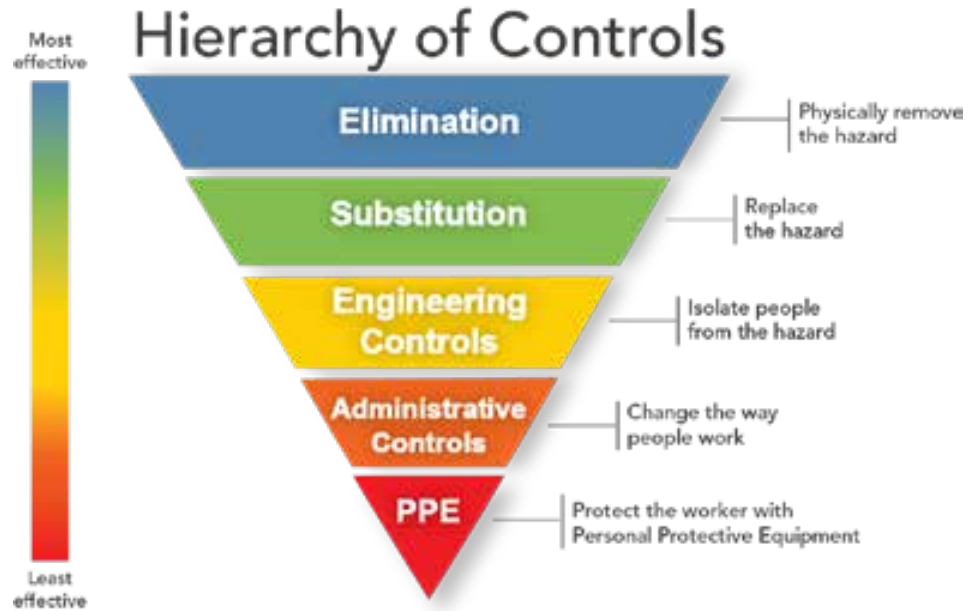 Hierarchy of Controls
Most
effective
Elimination
Physically remove
the hazard
Substitution
Replace
the hazard
Engineering
Controls
Isolate people
from the hazard
Administrative
Controls
Change the way
people work
PPE
Protect the worker with
Personal Protective Equipment
Least
effective